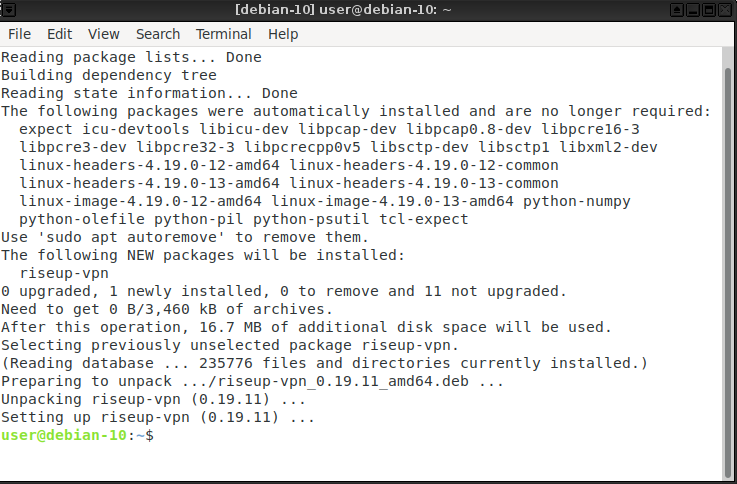 [debian-10] user@debian-10: ~
File Edit View Search Terminal Help
Reading package lists... Done
Building dependency tree
Reading state information... Done
The following packages were automatically installed and are no longer required:
  expect icu-devtools libicu-dev libpcap-dev libpcap0.8-dev libpcre16-3
  libpcre3-dev libpcre32-3 libpcrecpp0v5 libsctp-dev libsctp1 libxml2-dev
  linux-headers-4.19.0-12-amd64 linux-headers-4.19.0-12-common
  linux-headers-4.19.0-13-amd64 linux-headers-4.19.0-13-common
  linux-image-4.19.0-12-amd64 linux-image-4.19.0-13-amd64 python-numpy
  python-olefile python-pil python-psutil tcl-expect
Use 'sudo apt autoremove' to remove them.
The following NEW packages will be installed:
  riseup-vpn
0 upgraded, 1 newly installed, 0 to remove and 11 not upgraded.
Need to get 0 B/3,460 kB of archives.
After this operation, 16.7 MB of additional disk space will be used.
Selecting previously unselected package riseup-vpn.
(Reading database ... 235776 files and directories currently installed.)
Preparing to unpack .../riseup-vpn_0.19.11_amd64.deb ...
Unpacking riseup-vpn (0.19.11) ...
Setting up riseup-vpn (0.19.11) ...
user@debian-10:~$